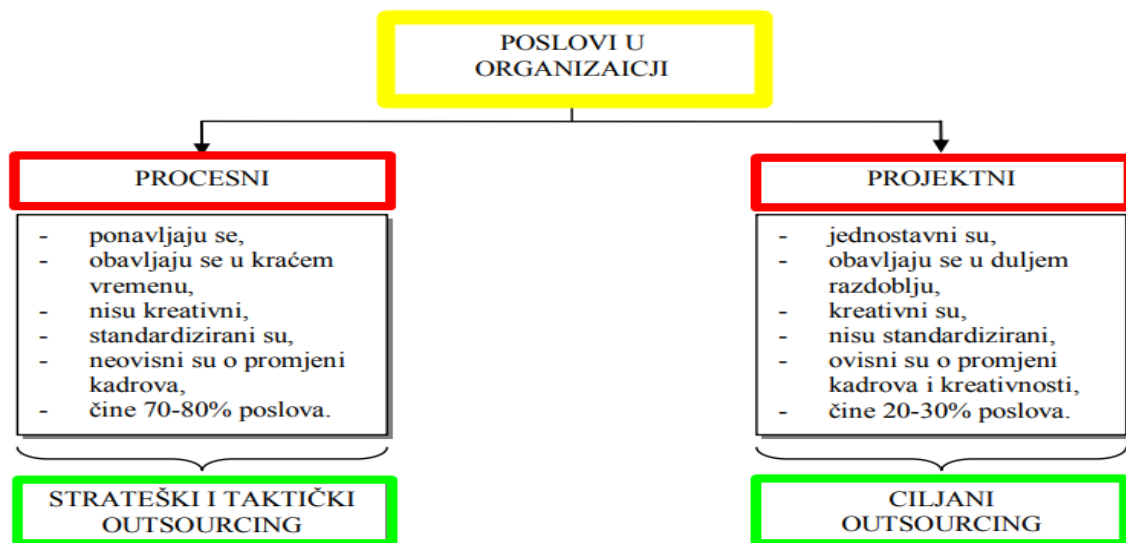 POSLOVI U
ORGANIZAICJI
PROCESNI
- ponavljaju se,
- obavljaju se u kraćem
vremenu,
- nisu kreativni,
- standardizirani su,
- neovisni su o promjeni
kadrova,
- čine 70-80% poslova.
STRATEŠKI I TAKTIČKI
OUTSOURCING
PROJEKTNI
- jednostavni su,
- obavljaju se u duljem
razdoblju,
- kreativni su,
- nisu standardizirani,
- ovisni su o promjeni
kadrova i kreativnosti,
- čine 20-30% poslova.
CILJANI
OUTSOURCING